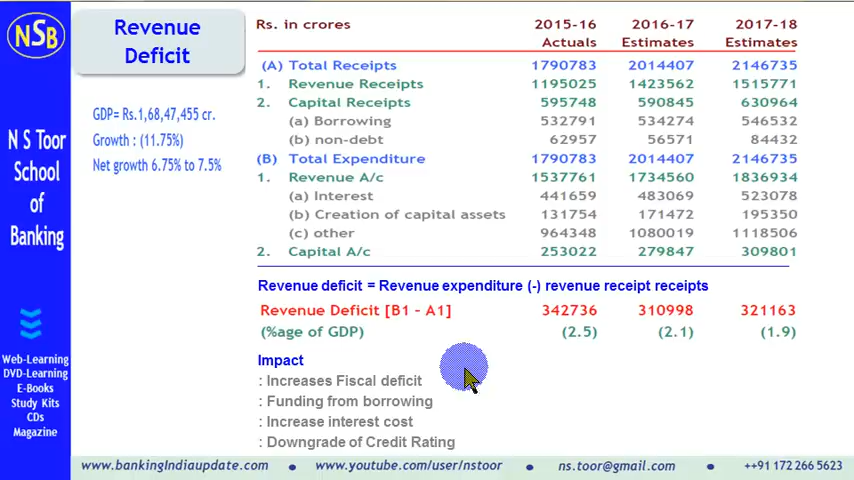 NSB
Revenue
Deficit
GDP= Rs.1,68,47,455 cr.
Growth : (11.75%)
Net growth 6.75% to 7.5%
N S Toor
School
of
Banking
Web-Learning
DVD-Learning
E-Books
Study Kits
CDs
Magazine
Rs. in crores 2015-16 2016-17 2017-18
Actuals Estimates Estimates
(A) Total Receipts 1790783 2014407 2146735
1. Revenue Receipts 1195025 1423562 1515771
2. Capital Receipts 595748 590845 630964
(a) Borrowing 532791 534274 546532
(b) non-debt 62957 56571 84432
(B) Total Expenditure 1790783 2014407 2146735
1. Revenue A/c 1537761 1734560 1836934
(a) Interest 441659 483069 523078
(b) Creation of capital assets 131754 171472 195350
(c) other 964348 1080019 1118506
2. Capital A/c 253022 279847 309801
Revenue deficit = Revenue expenditure (-) revenue receipt receipts
Revenue Deficit [B1 - A1] 342736 310998 321163
(%age of GDP) (2.5) (2.1) (1.9)
Impact
: Increases Fiscal deficit
: Funding from borrowing
: Increase interest cost
: Downgrade of Credit Rating
www.bankingIndiaupdate.com • www.youtube.com/user/nstoor • ns.toor@gmail.com • ++91 172 266 5623